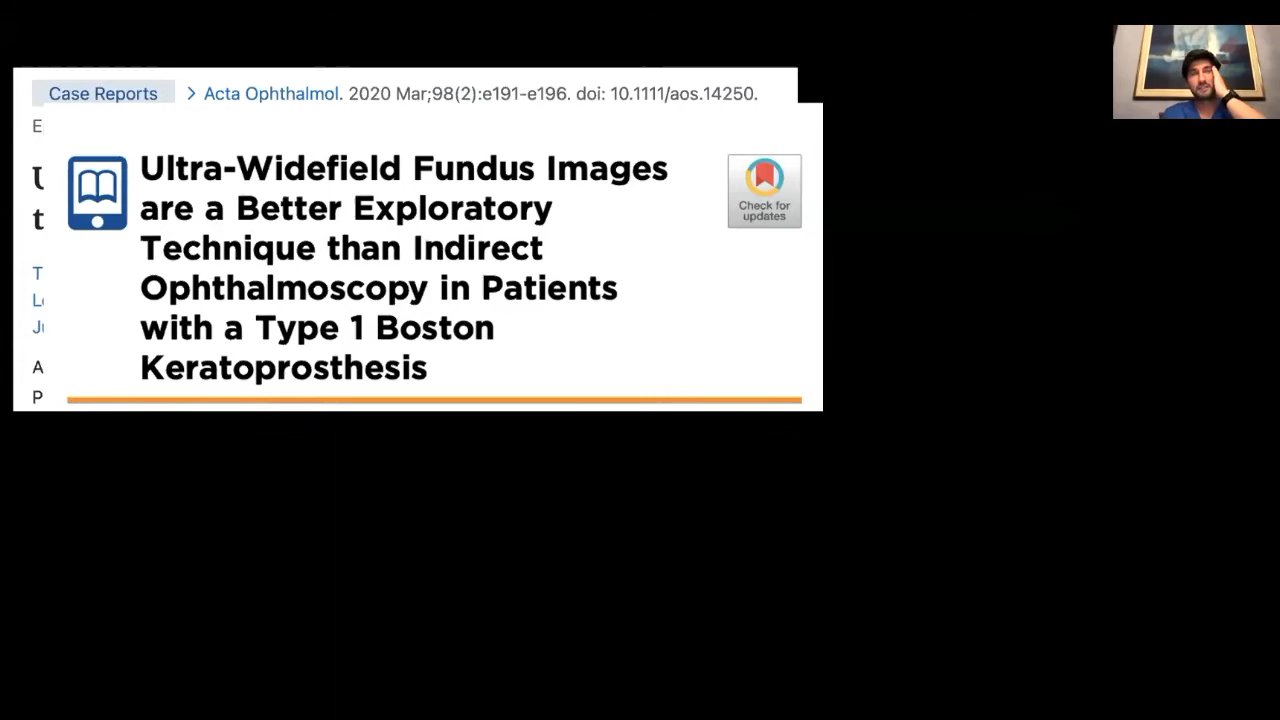 Case Reports > Acta Ophthalmol. 2020 Mar;98(2):e191-e196. doi: 10.1111/aos.14250.
E
Ultra-Widefield Fundus Images
are a Better Exploratory
Technique than Indirect
Ophthalmoscopy in Patients
with a Type 1 Boston
Keratoprosthesis
Check for
updates
t
T
L
J
A
P